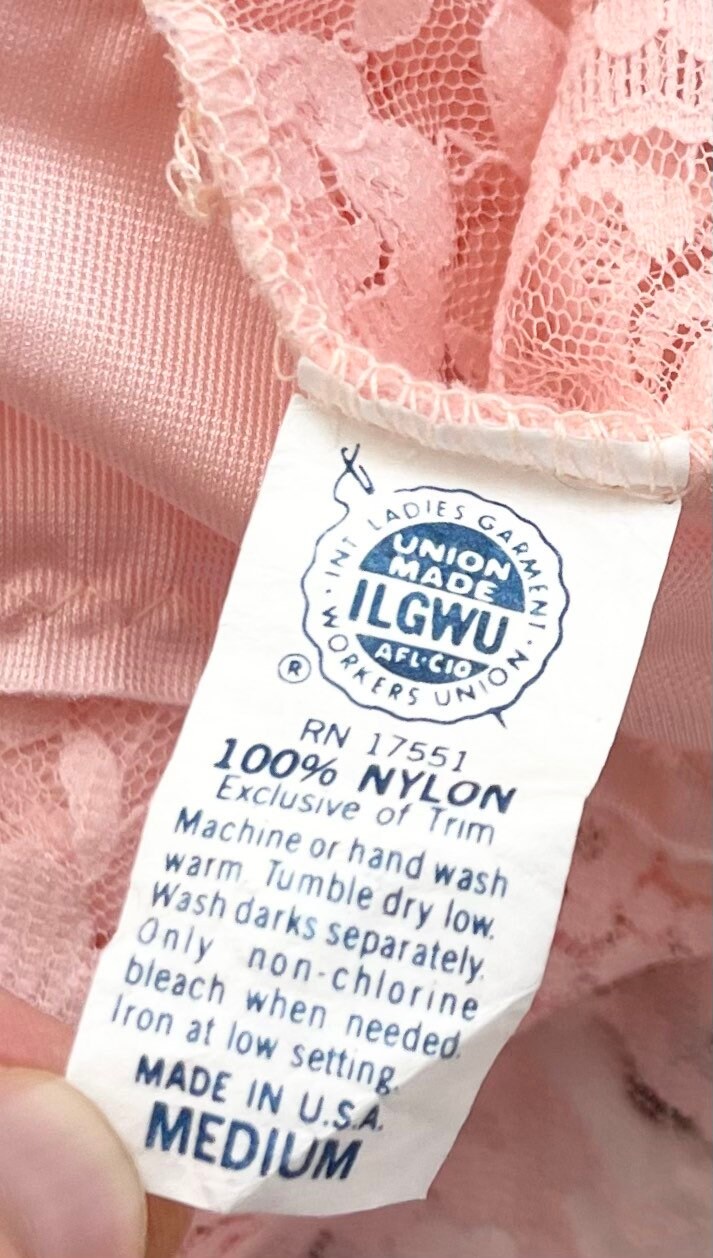 INT LADIES GARMENT
WORKERS UNION
UNION
MADE
ILGWU
AFL·CIO
®
RN 17551
100% NYLON
Exclusive of Trim
Machine or hand wash
warm. Tumble dry low.
Wash darks separately.
Only non-chlorine
bleach when needed.
Iron at low setting.
MADE IN U.S.A.
MEDIUM